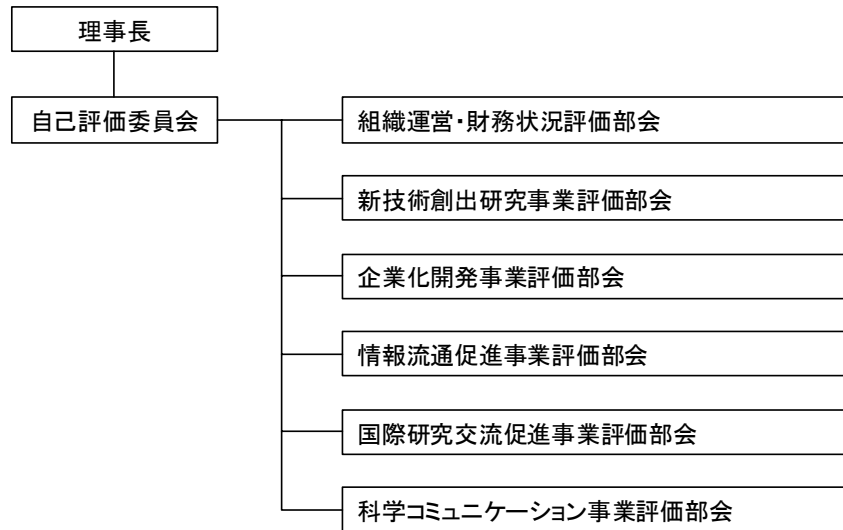 理事長
自己評価委員会
組織運営・財務状況評価部会
新技術創出研究事業評価部会
企業化開発事業評価部会
情報流通促進事業評価部会
国際研究交流促進事業評価部会
科学コミュニケーション事業評価部会